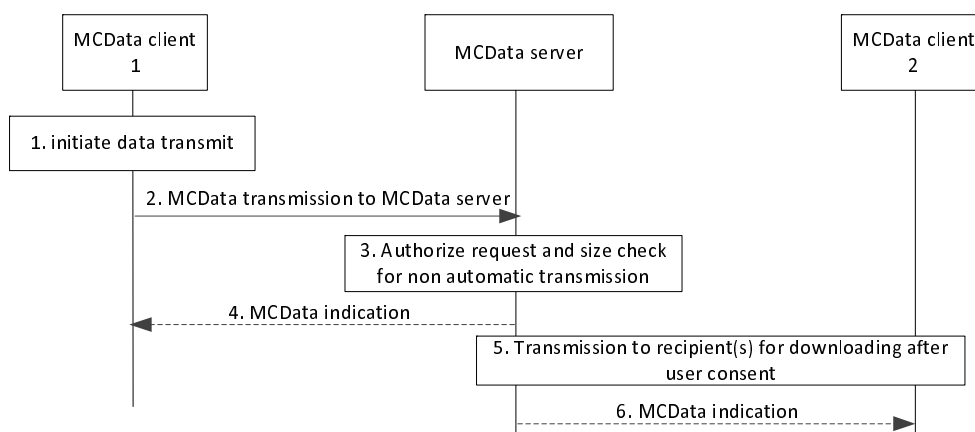 MCData client
1
MCData server
MCData client
2
1. initiate data transmit
2. MCData transmission to MCData server
3. Authorize request and size check
for non automatic transmission
4. MCData indication
5. Transmission to recipient(s) for downloading after
user consent
6. MCData indication